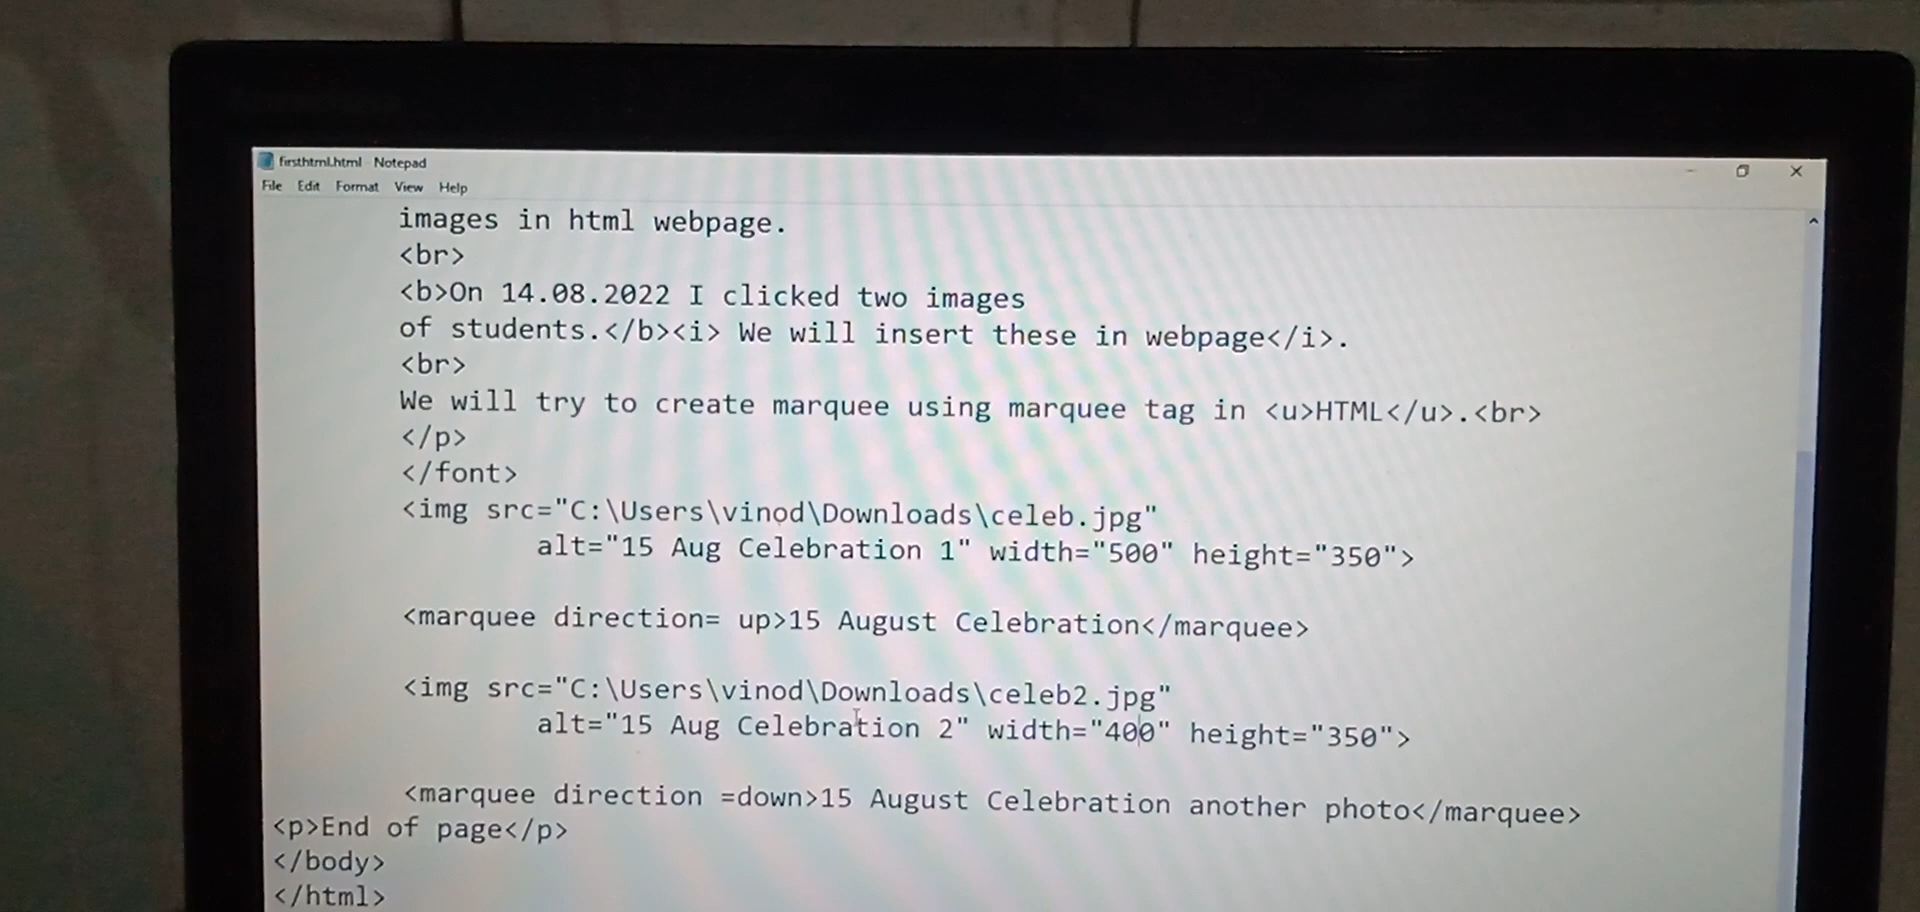 firsthtml.html - Notepad
File Edit Format View Help
images in html webpage.
<br>
<b>On 14.08.2022 I clicked two images
of students.</b><i> We will insert these in webpage</i>.
<br>
We will try to create marquee using marquee tag in <u>HTML</u>.<br>
</p>
</font>
<img src="C:\Users\vinod\Downloads\celeb.jpg"
alt="15 Aug Celebration 1" width="500" height="350">
<marquee direction= up>15 August Celebration</marquee>
<img src="C:\Users\vinod\Downloads\celeb2.jpg"
alt="15 Aug Celebration 2" width="400" height="350">
<marquee direction =down>15 August Celebration another photo</marquee>
<p>End of page</p>
</body>
</html>